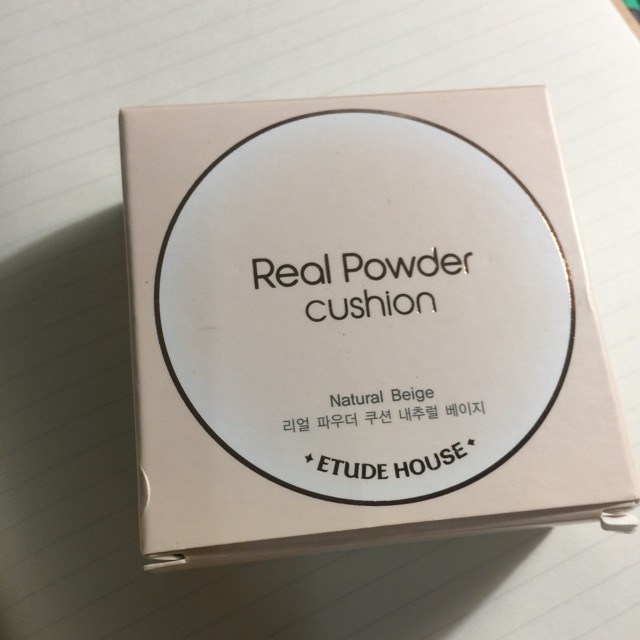 Real Powder
cushion
Natural Beige
리얼 파우더 쿠션 내추럴 베이지
ETUDE HOUSE